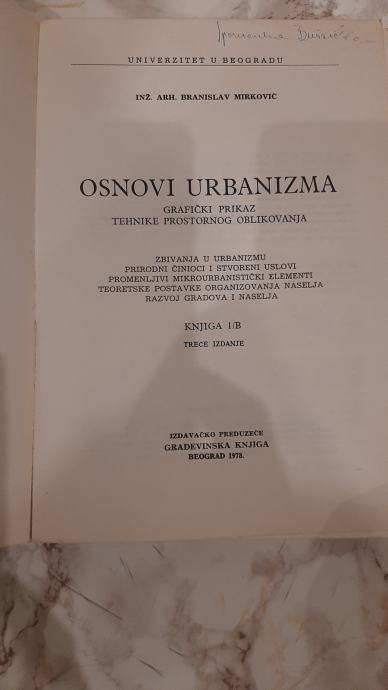 UNIVERZITET U BEOGRADU
INŽ. ARH. BRANISLAV MIRKOVIĆ
OSNOVI URBANIZMA
GRAFIČKI PRIKAZ
TEHNIKE PROSTORNOG OBLIKOVANJA
ZBIVANJA U URBANIZMU
PRIRODNI ČINIOCI I STVORENI USLOVI
PROMENLJIVI MIKROURBANISTIČKI ELEMENTI
TEORETSKE POSTAVKE ORGANIZOVANJA NASELJA
RAZVOJ GRADOVA I NASELJA
KNJIGA 1/B
TREĆE IZDANJE
IZDAVAČKO PREDUZEĆE
GRAĐEVINSKA KNJIGA
BEOGRAD 1978.